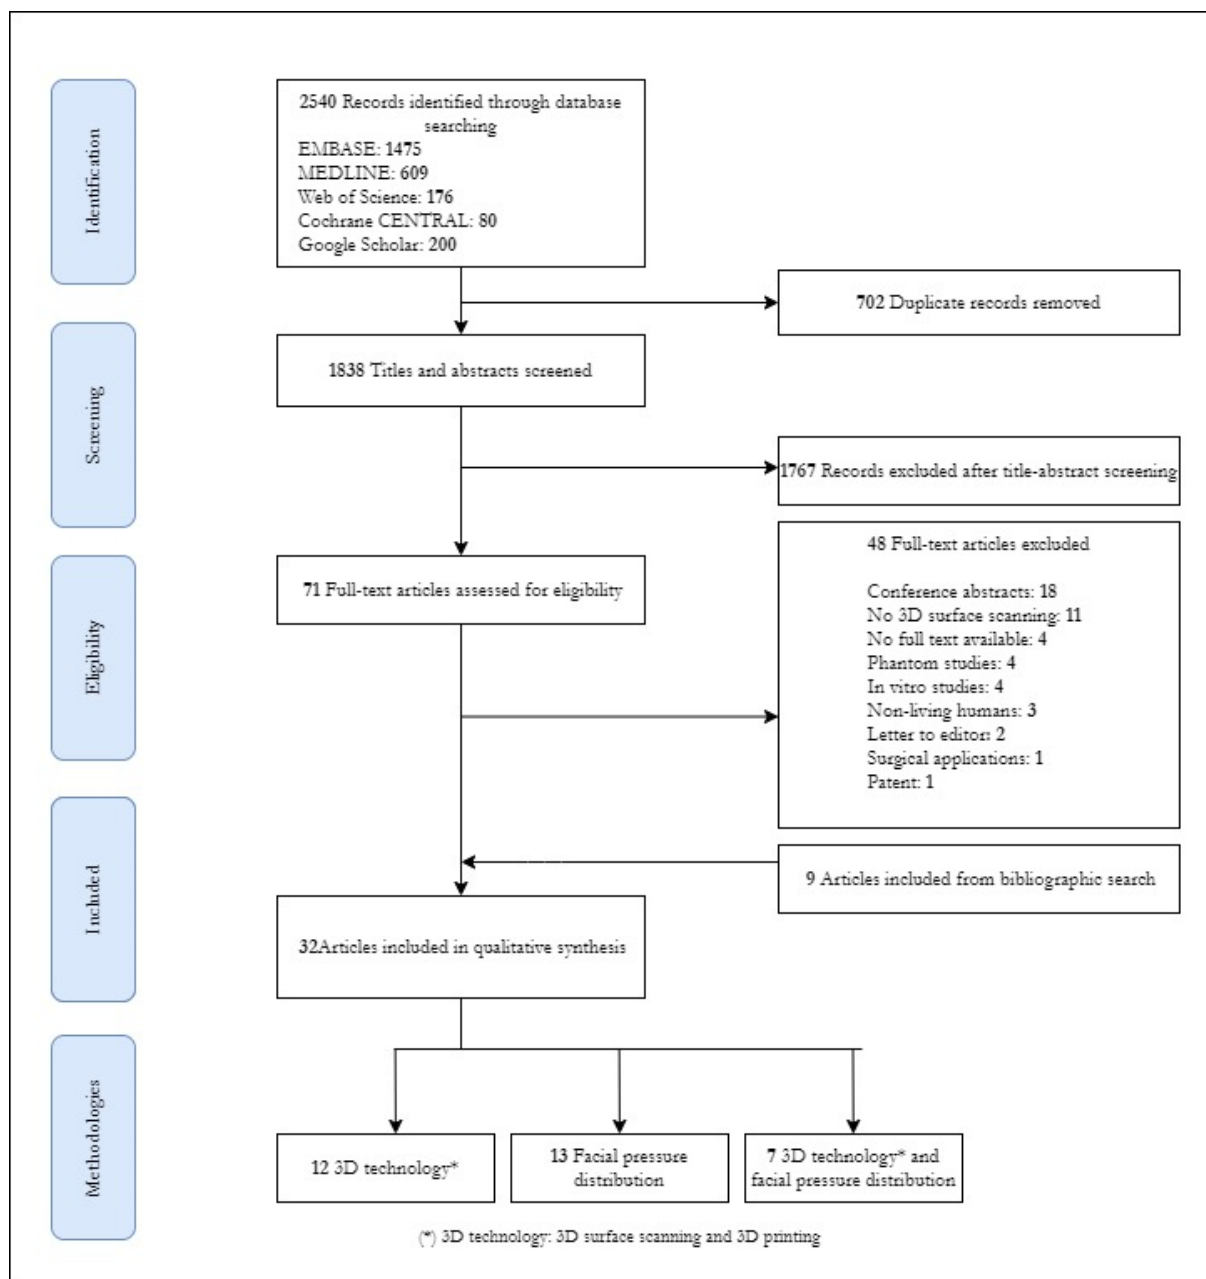 Identification
2540 Records identified through database
searching
EMBASE: 1475
MEDLINE: 609
Web of Science: 176
Cochrane CENTRAL: 80
Google Scholar: 200
702 Duplicate records removed
Screening
1838 Titles and abstracts screened
1767 Records excluded after title-abstract screening
Eligibility
71 Full-text articles assessed for eligibility
48 Full-text articles excluded
Conference abstracts: 18
No 3D surface scanning: 11
No full text available: 4
Phantom studies: 4
In vitro studies: 4
Non-living humans: 3
Letter to editor: 2
Surgical applications: 1
Patent: 1
Included
9 Articles included from bibliographic search
32Articles included in qualitative synthesis
Methodologies
12 3D technology*
13 Facial pressure
distribution
7 3D technology* and
facial pressure distribution
(*) 3D technology: 3D surface scanning and 3D printing